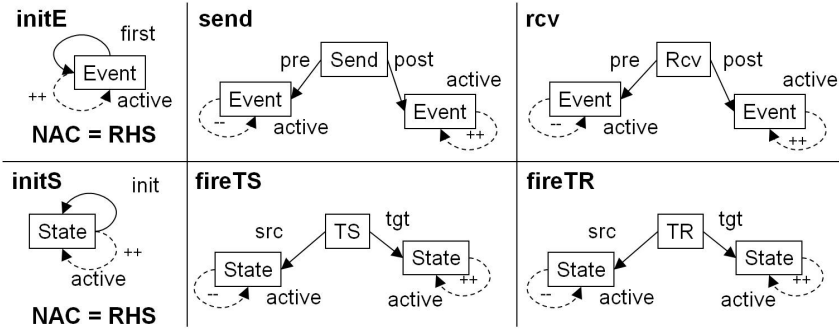 initE
first
Event
++
active
NAC = RHS
send
pre
Send
post
Event
active
Event
--
active
++
rcv
pre
Rcv
post
Event
active
Event
--
active
++
initS
init
State
++
active
NAC = RHS
fireTS
src
TS
tgt
State
State
--
active
++
active
fireTR
src
TR
tgt
State
State
--
active
++
active